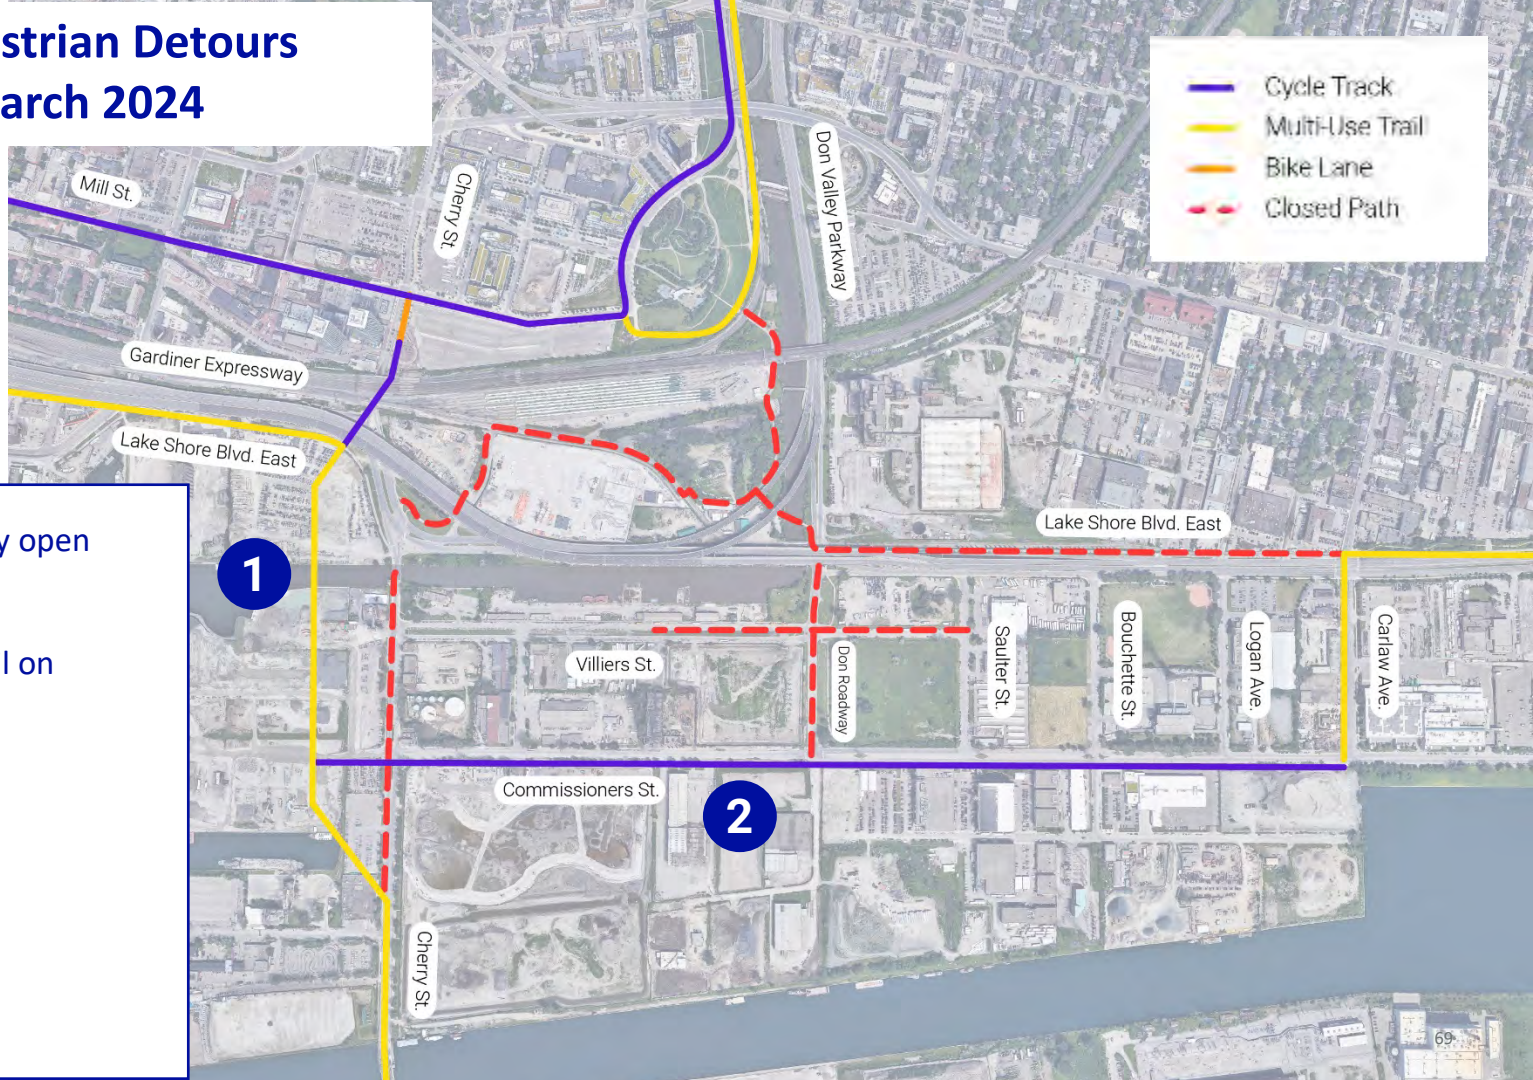 strian Detours
arch 2024
Cycle Track
Multi-Use Trail
Bike Lane
Closed Path
Mill St.
Cherry St.
Don Valley Parkway
Gardiner Expressway
Lake Shore Blvd. East
Lake Shore Blvd. East
y open
1
l on
Villiers St.
Don Roadway
Saulter St.
Bouchette St.
Logan Ave.
Carlaw Ave.
Commissioners St.
2
Cherry St.
69